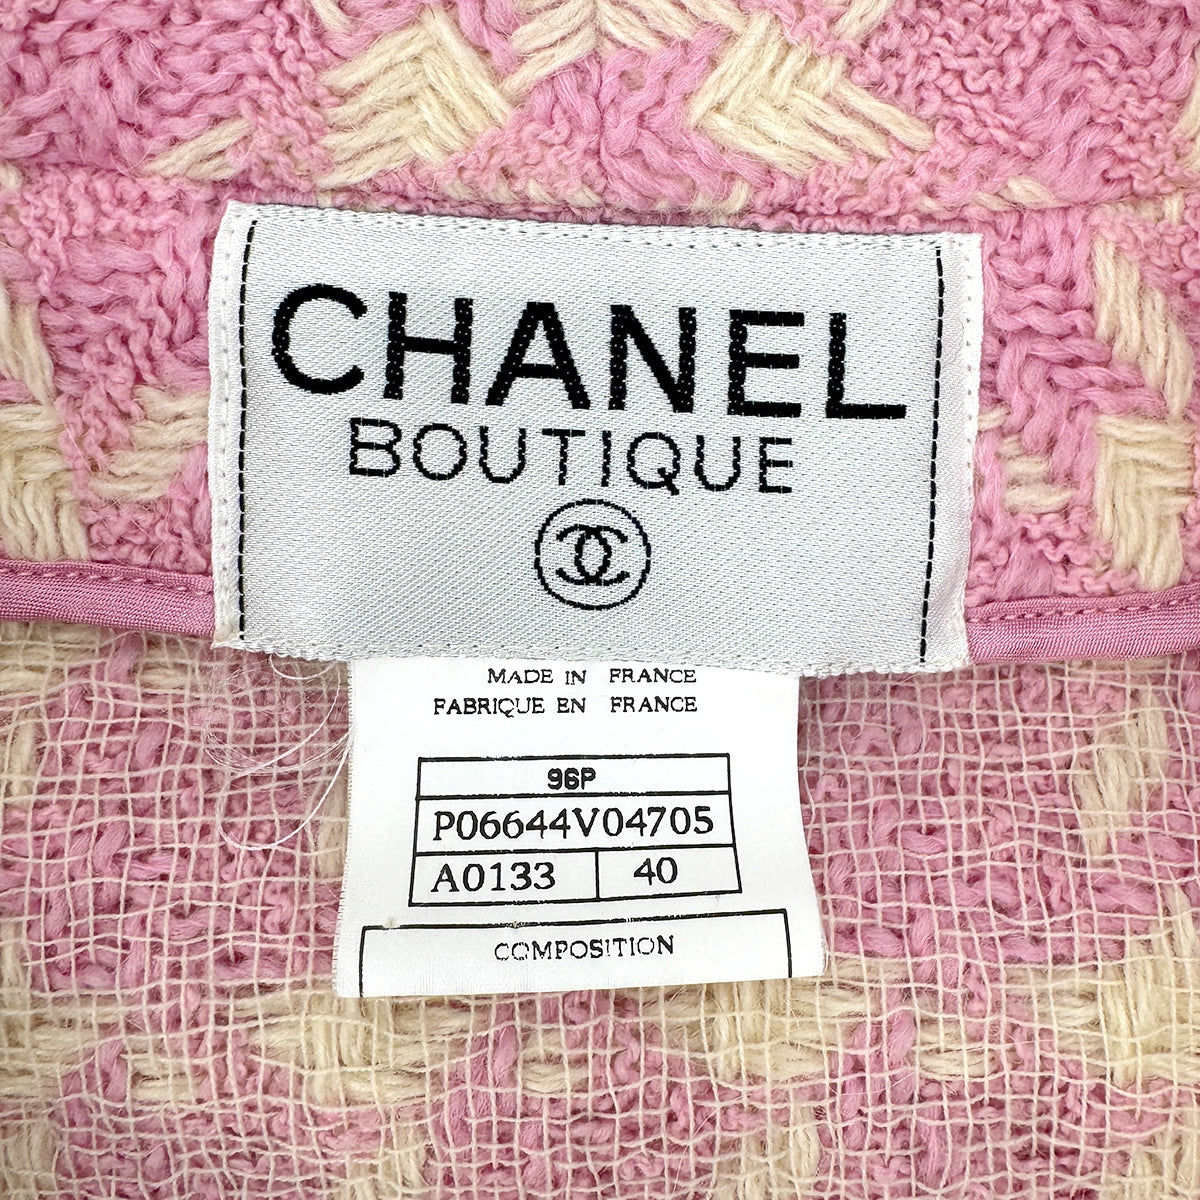 CHANEL
BOUTIQUE
MADE IN FRANCE
FABRIQUE EN FRANCE
96P
P06644V04705
A0133 40
COMPOSITION